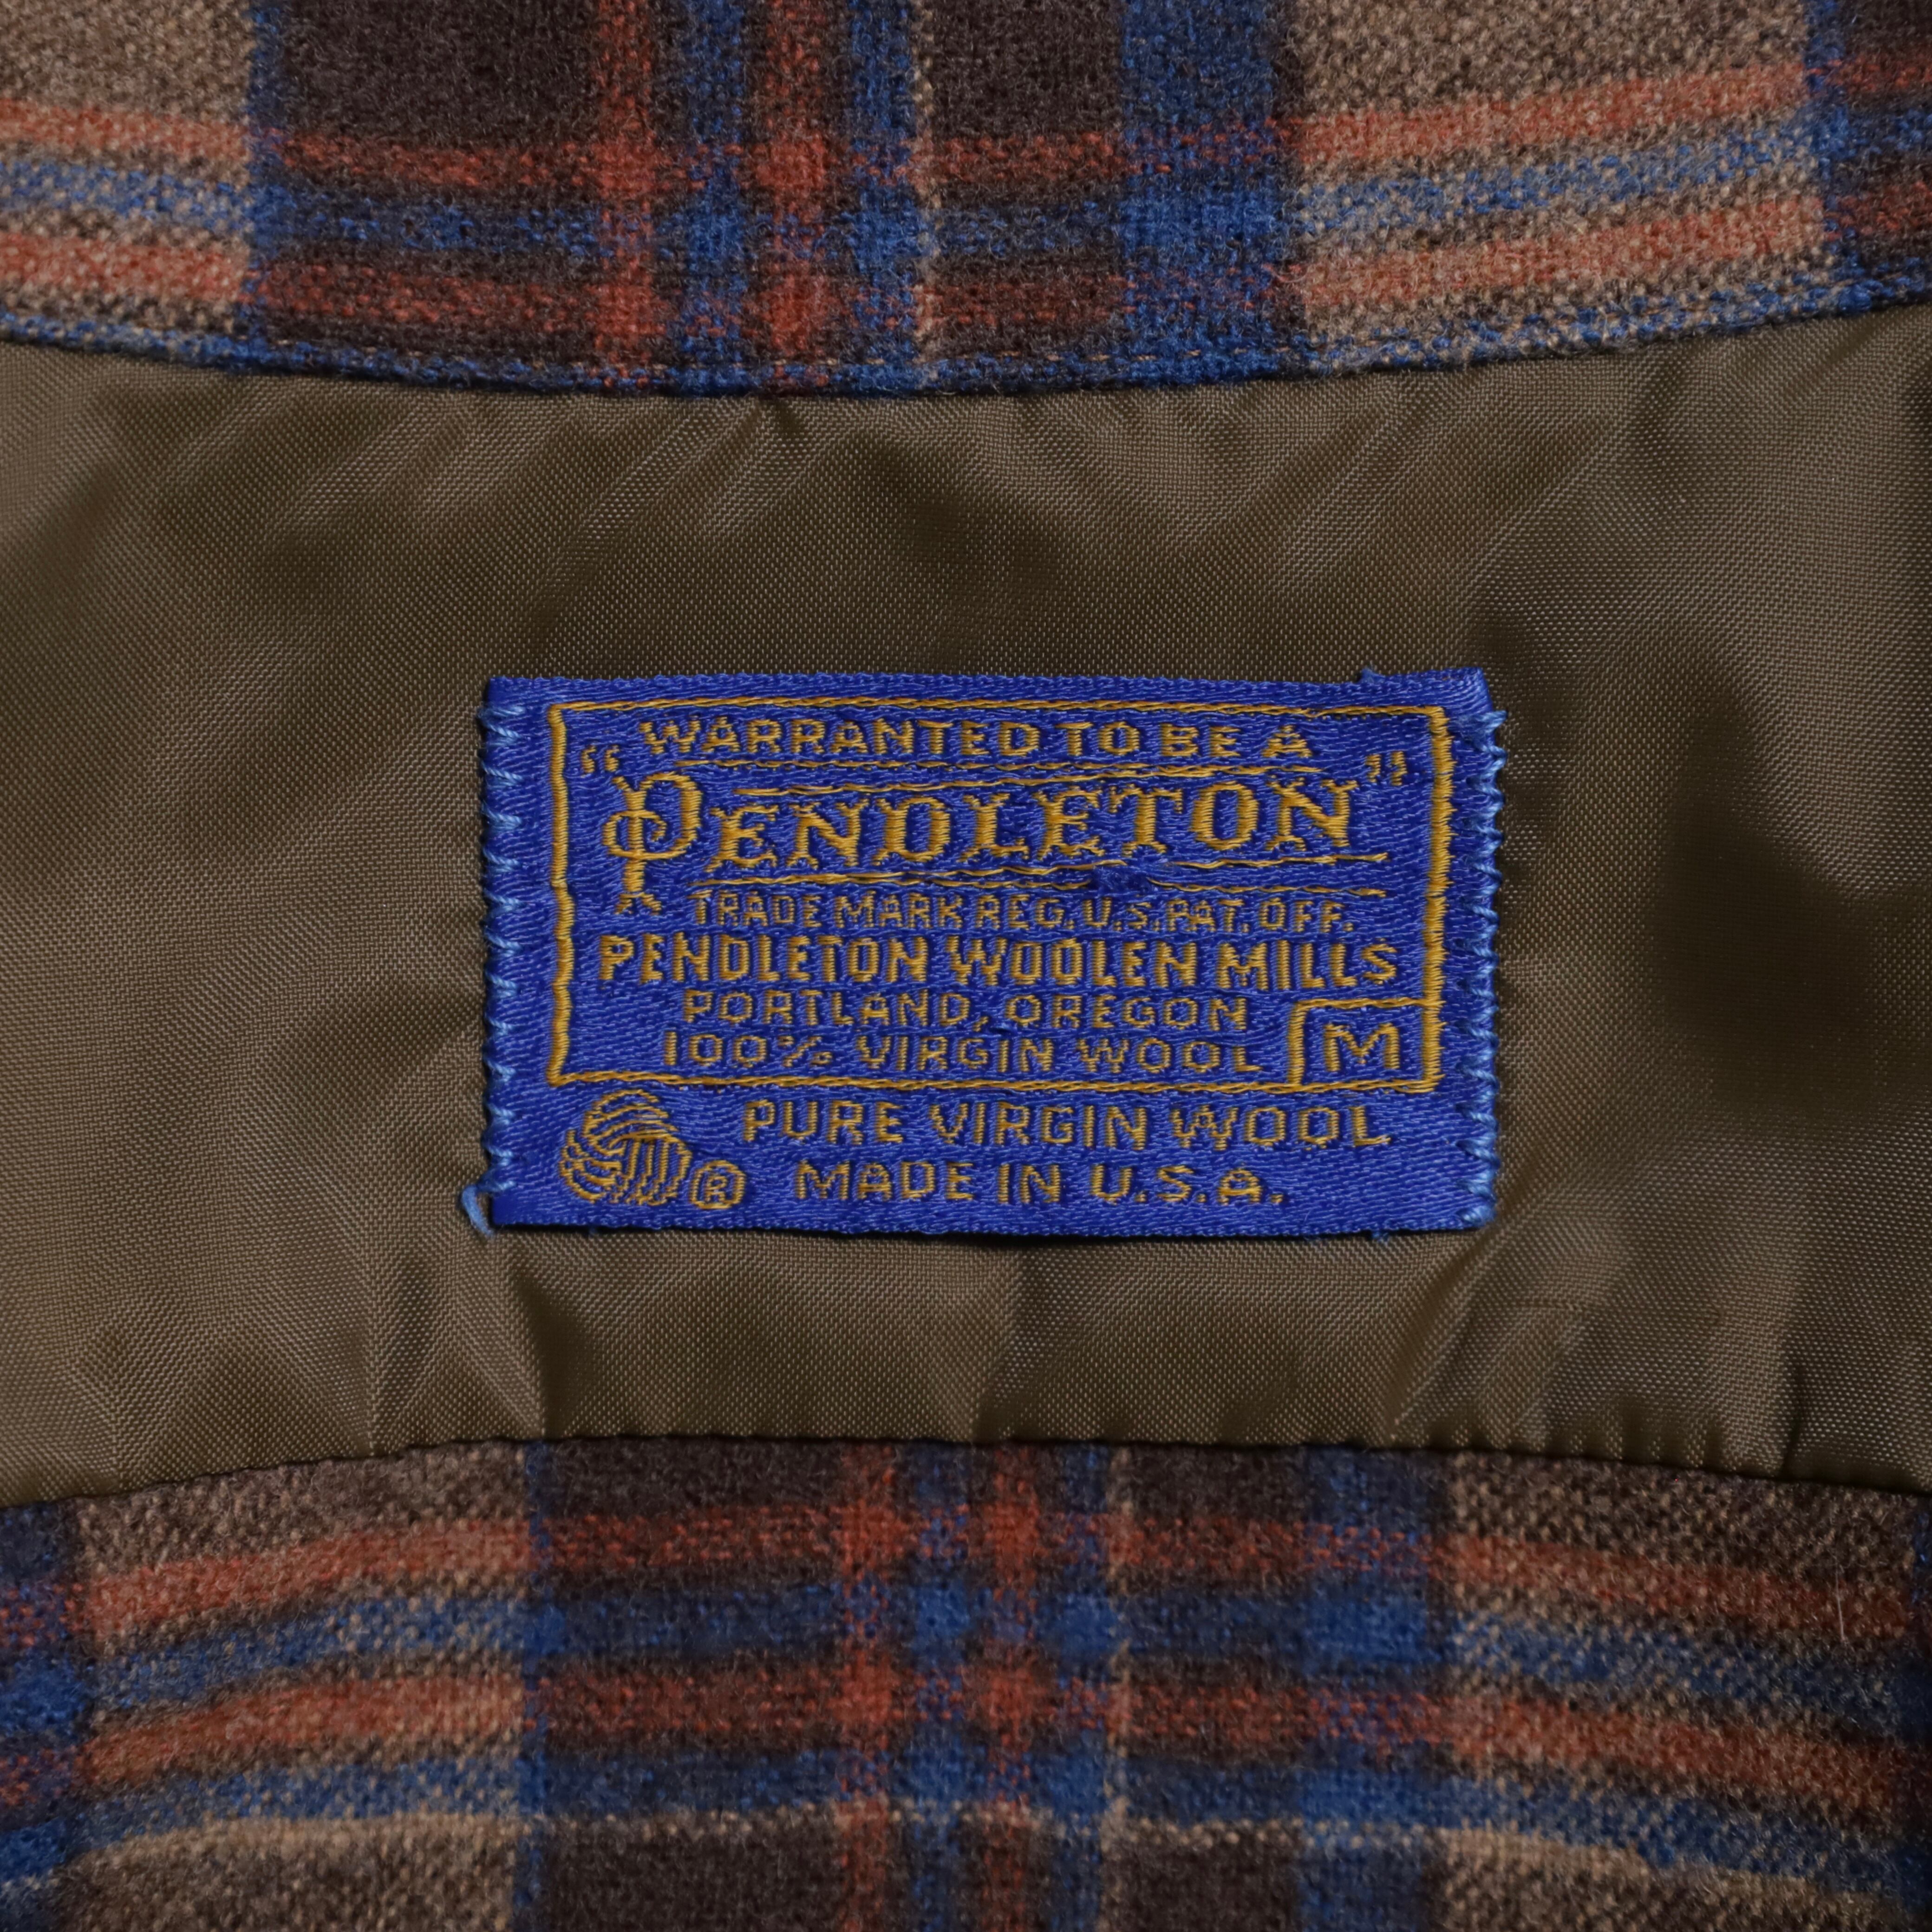 WARRANTED TO BE A
"PENDLETON"
TRADE MARK REG. U.S. PAT. OFF.
PENDLETON WOOLEN MILLS
PORTLAND, OREGON
100% VIRGIN WOOL M
PURE VIRGIN WOOL
® MADE IN U.S.A.